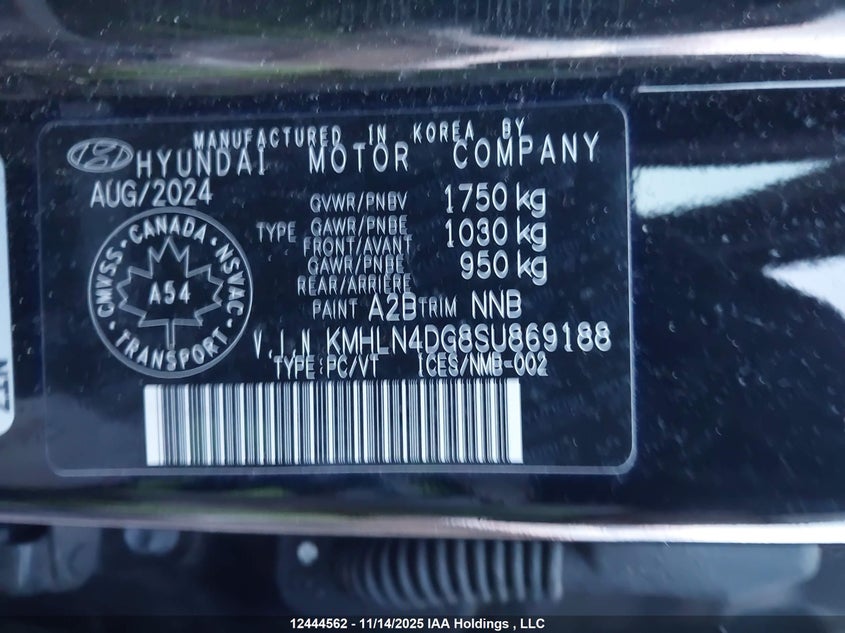 MANUFACTURED IN KOREA BY
HYUNDAI MOTOR COMPANY
AUG/2024
GVWR/PNBV 1750 kg
TYPE GAWR/PNBE FRONT/AVANT 1030 kg
GAWR/PNBE REAR/ARRIÈRE 950 kg
CMVSS · CANADA · NSVAC · TRANSPORT ·
A54
PAINT A2B TRIM NNB
V.I.N KMHLN4DG8SU869188
TYPE:PC/VT ICES/NMB-002
12444562 - 11/14/2025 IAA Holdings , LLC